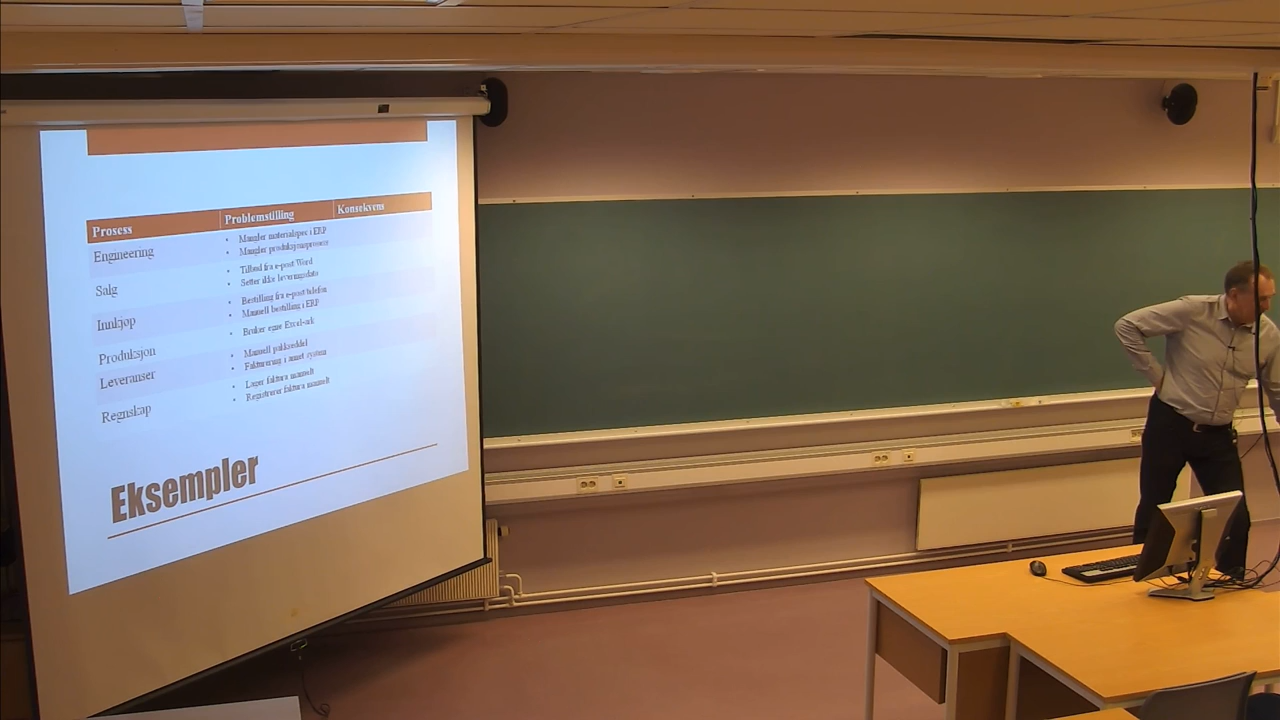 Prosess Problemstilling Konsekvens
Engineering
Mangler materialspec i ERP
Mangler produksjonsprosess
Salg
Tilbud fra e-post/Word
Setter ikke leveringsdato
Innkjøp
Bestilling fra e-post/telefon
Manuell bestilling i ERP
Produksjon
Bruker egne Excel-ark
Leveranser
Manuell pakkseddel
Fakturering i annet system
Regnskap
Lager faktura manuelt
Registrerer faktura manuelt
Eksempler